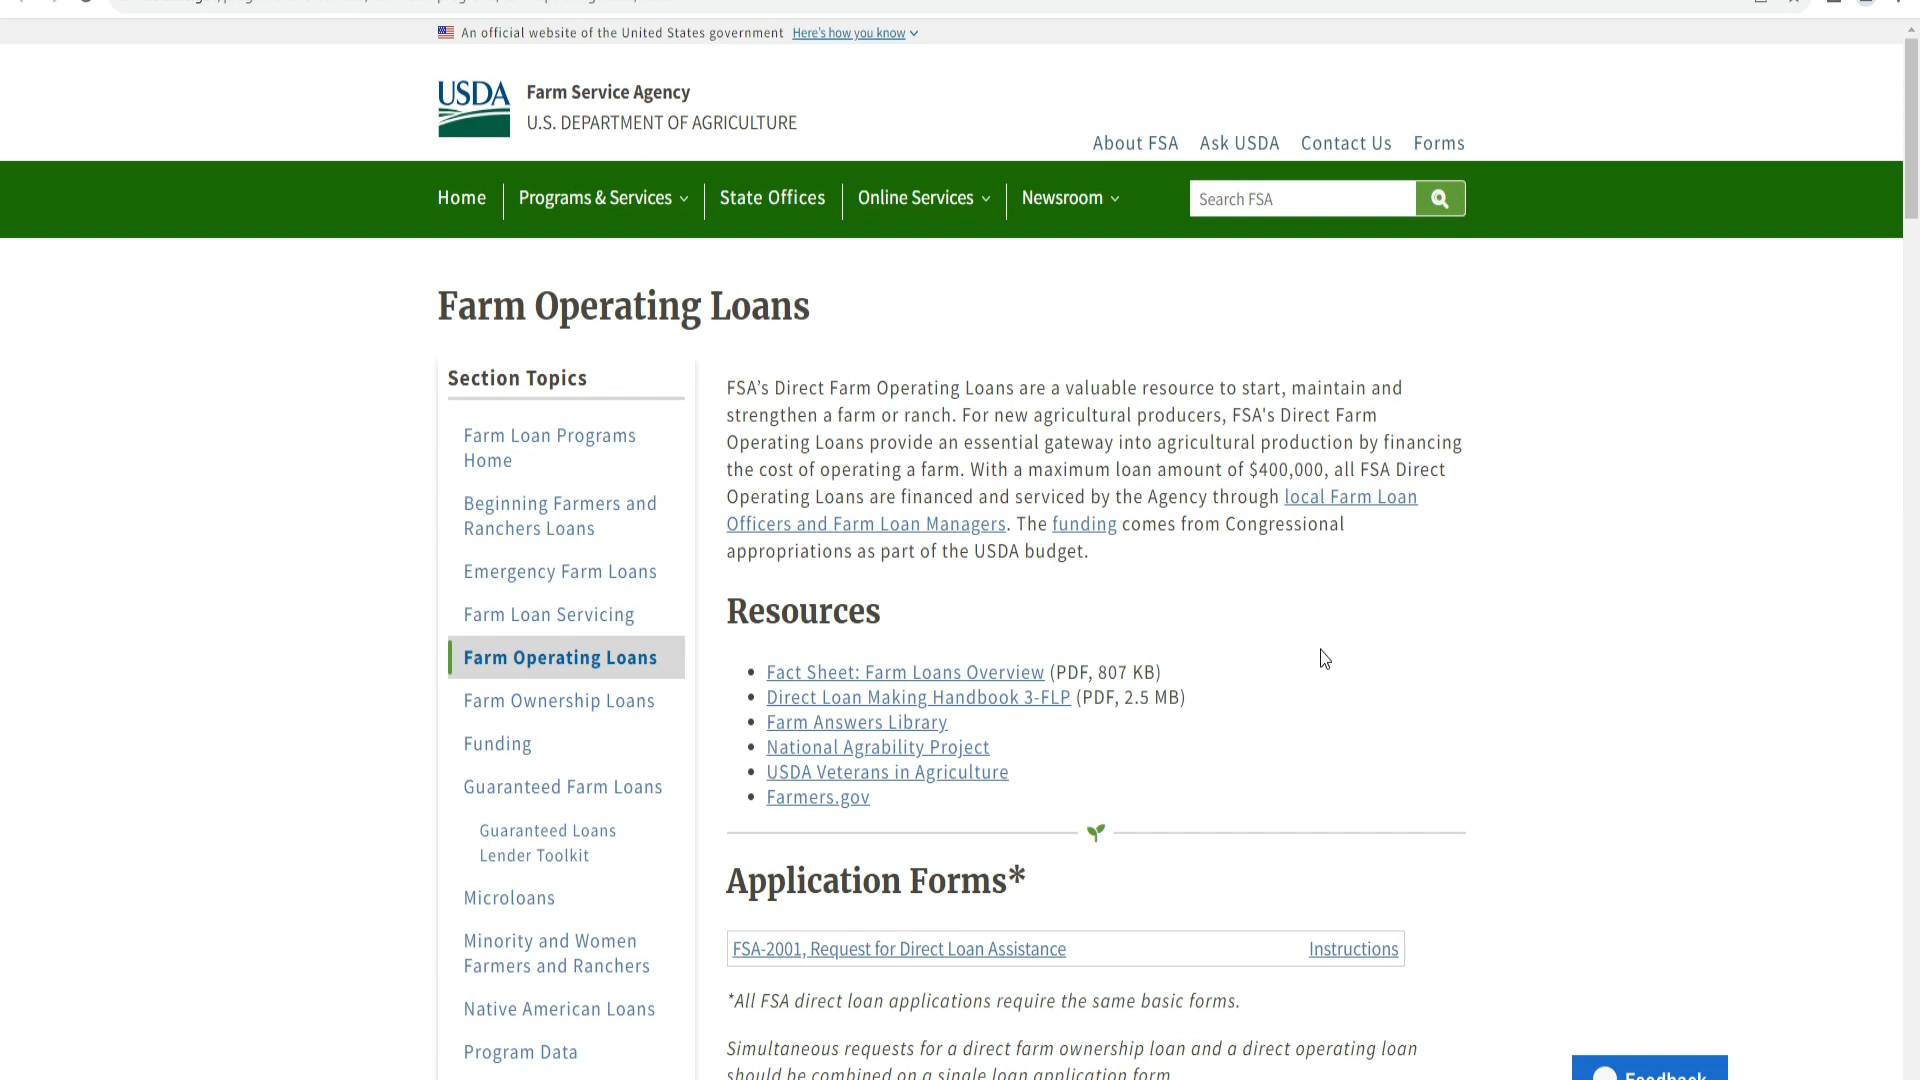 An official website of the United States government Here's how you know
USDA
Farm Service Agency
U.S. DEPARTMENT OF AGRICULTURE
About FSA Ask USDA Contact Us Forms
Home Programs & Services State Offices Online Services Newsroom Search FSA
Farm Operating Loans
Section Topics
Farm Loan Programs
Home
Beginning Farmers and
Ranchers Loans
Emergency Farm Loans
Farm Loan Servicing
Farm Operating Loans
Farm Ownership Loans
Funding
Guaranteed Farm Loans
Guaranteed Loans
Lender Toolkit
Microloans
Minority and Women
Farmers and Ranchers
Native American Loans
Program Data
FSA’s Direct Farm Operating Loans are a valuable resource to start, maintain and
strengthen a farm or ranch. For new agricultural producers, FSA's Direct Farm
Operating Loans provide an essential gateway into agricultural production by financing
the cost of operating a farm. With a maximum loan amount of $400,000, all FSA Direct
Operating Loans are financed and serviced by the Agency through local Farm Loan
Officers and Farm Loan Managers. The funding comes from Congressional
appropriations as part of the USDA budget.
Resources
• Fact Sheet: Farm Loans Overview (PDF, 807 KB)
• Direct Loan Making Handbook 3-FLP (PDF, 2.5 MB)
• Farm Answers Library
• National Agrability Project
• USDA Veterans in Agriculture
• Farmers.gov
Application Forms*
FSA-2001, Request for Direct Loan Assistance Instructions
*All FSA direct loan applications require the same basic forms.
Simultaneous requests for a direct farm ownership loan and a direct operating loan
should be combined on a single loan application form.
Feedback